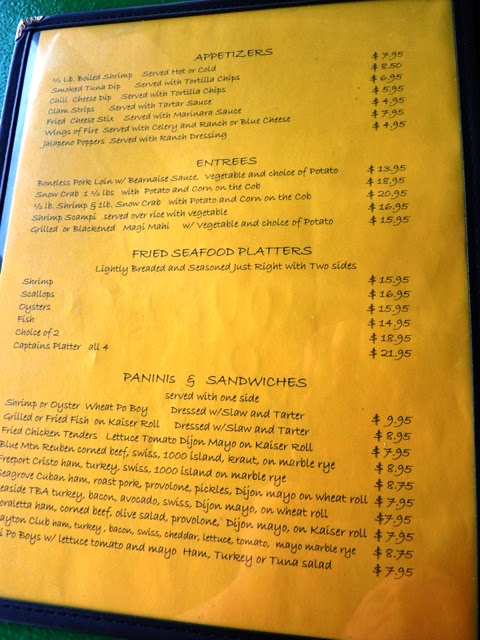 APPETIZERS
½ Lb. Boiled Shrimp Served Hot or Cold $ 7.95
Smoked Tuna Dip Served with Tortilla Chips $ 8.50
Chili Cheese Dip Served with Tortilla Chips $ 6.95
Clam Strips Served with Tartar Sauce $ 5.95
Fried Cheese Stix Served with Marinara Sauce $ 4.95
Wings of Fire Served with Celery and Ranch or Blue Cheese $ 7.95
Jalapeno Poppers Served with Ranch Dressing $ 4.95
ENTREES
Boneless Pork Loin w/ Bearnaise Sauce Vegetable and choice of Potato $ 13.95
Snow Crab 1 ½ lbs with Potato and Corn on the Cob $ 18.95
½ lb. Shrimp & 1lb. Snow Crab with Potato and Corn on the Cob $ 20.95
Shrimp Scampi served over rice with vegetable $ 16.95
Grilled or Blackened Magi Mahi w/ Vegetable and choice of Potato $ 15.95
FRIED SEAFOOD PLATTERS
Lightly Breaded and Seasoned Just Right with Two sides
Shrimp $ 15.95
Scallops $ 16.95
Oysters $ 15.95
Fish $ 14.95
Choice of 2 $ 18.95
Captains Platter all 4 $ 21.95
PANINIS & SANDWICHES
served with one side
Shrimp or Oyster Wheat Po Boy Dressed w/Slaw and Tarter $ 9.95
Grilled or Fried Fish on Kaiser Roll Dressed w/Slaw and Tarter $ 8.95
Fried Chicken Tenders Lettuce Tomato Dijon Mayo on Kaiser Roll $ 7.95
Blue Mtn Reuben corned beef, swiss, 1000 island, kraut, on marble rye $ 8.95
Freeport Cristo ham, turkey, swiss, 1000 island on marble rye $ 8.75
Seagrove Cuban ham, roast pork, provolone, pickles, Dijon mayo on wheat roll $ 7.95
easide TBA turkey, bacon, avocado, swiss, Dijon mayo, on wheat roll $ 7.95
oraletta ham, corned beef, olive salad, provolone, Dijon mayo, on Kaiser roll $ 8.75
ayton Club ham, turkey, bacon, swiss, cheddar, lettuce, tomato, mayo marble rye
i Po Boys w/ lettuce tomato and mayo Ham, Turkey or Tuna salad $ 7.95